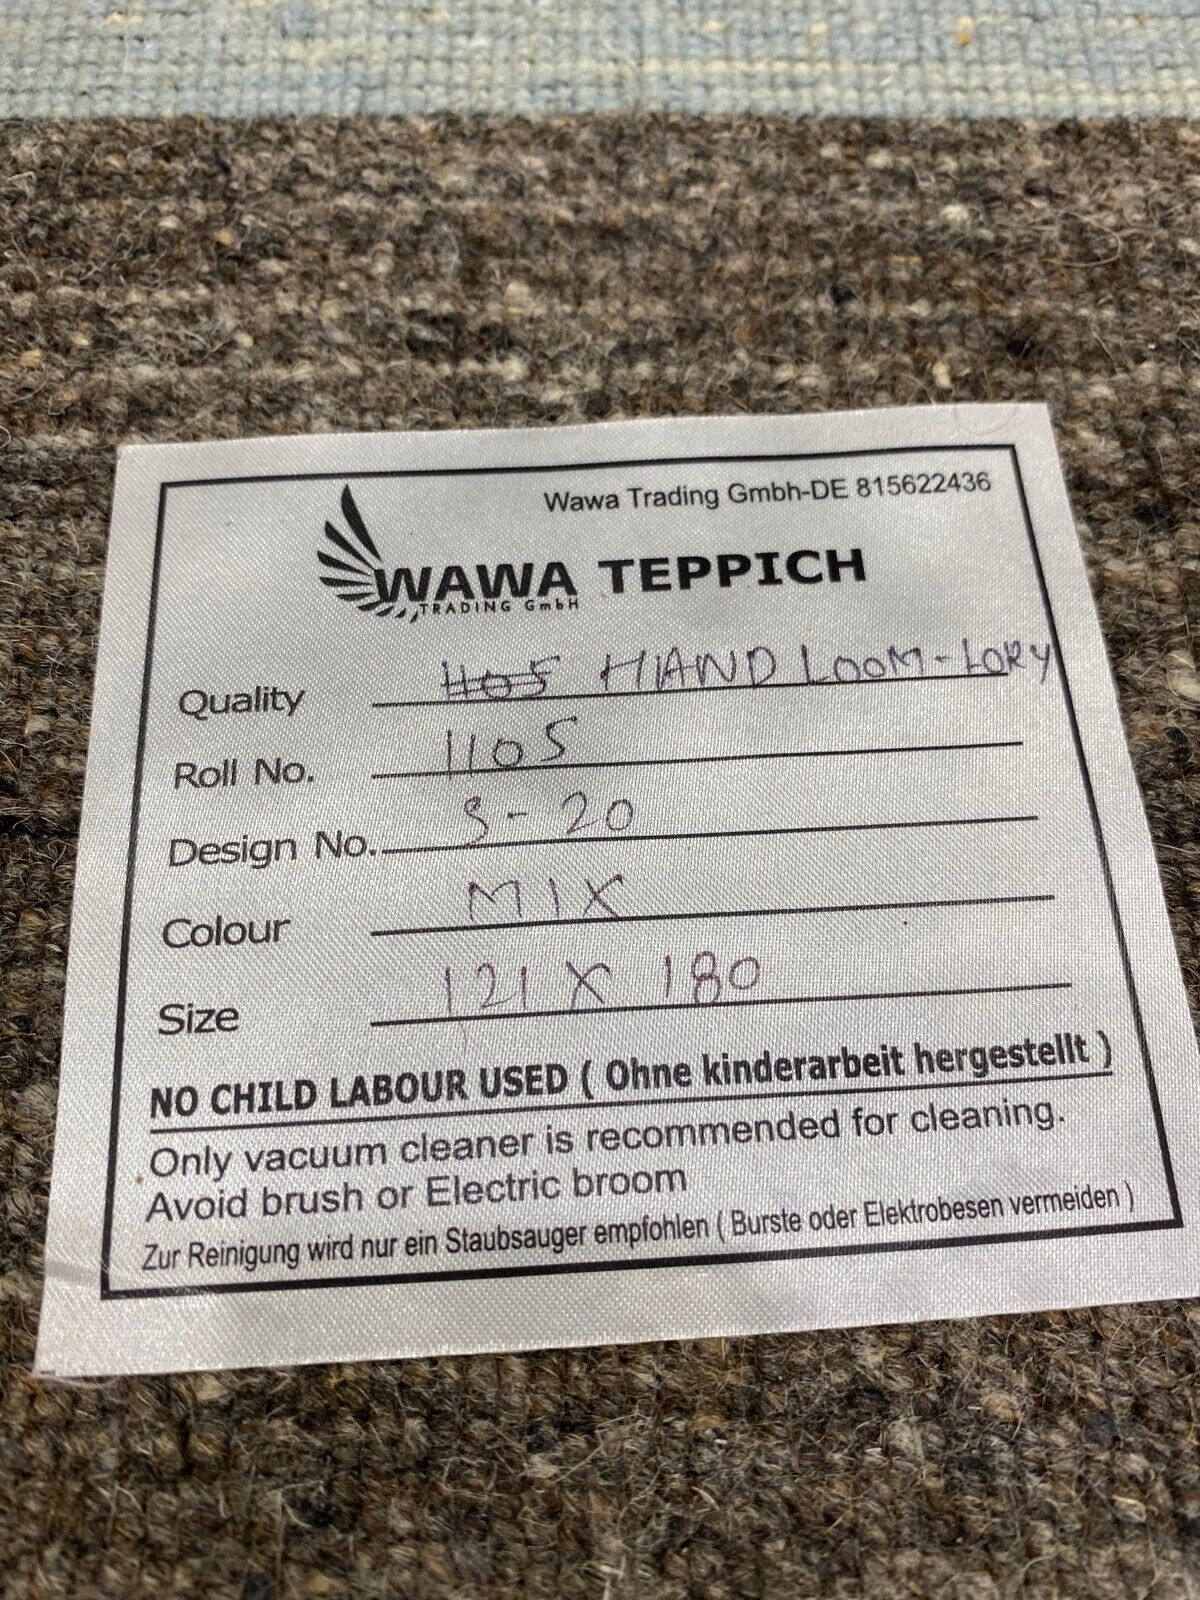 Wawa Trading Gmbh-DE 815622436
WAWA TEPPICH
TRADING GmbH
Quality 1105 HAND LOOM-LORY
Roll No. 1105
Design No. S-20
Colour MIX
Size 121 X 180
NO CHILD LABOUR USED ( Ohne kinderarbeit hergestellt )
Only vacuum cleaner is recommended for cleaning.
Avoid brush or Electric broom
Zur Reinigung wird nur ein Staubsauger empfohlen ( Burste oder Elektrobesen vermeiden )